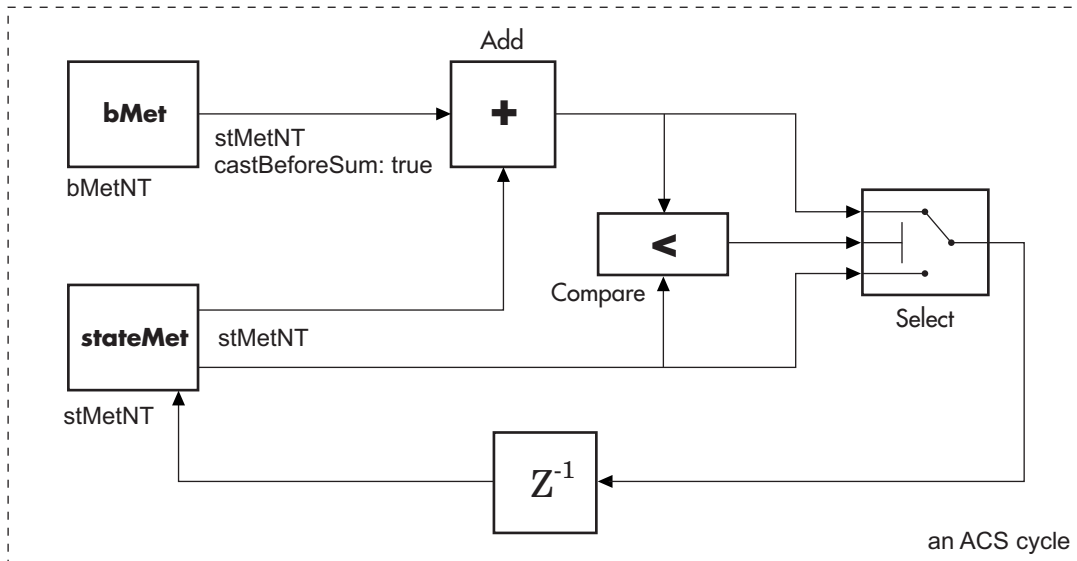 Add
bMet
+
stMetNT
castBeforeSum: true
bMetNT
<
Compare
Select
stateMet
stMetNT
stMetNT
Z-1
an ACS cycle